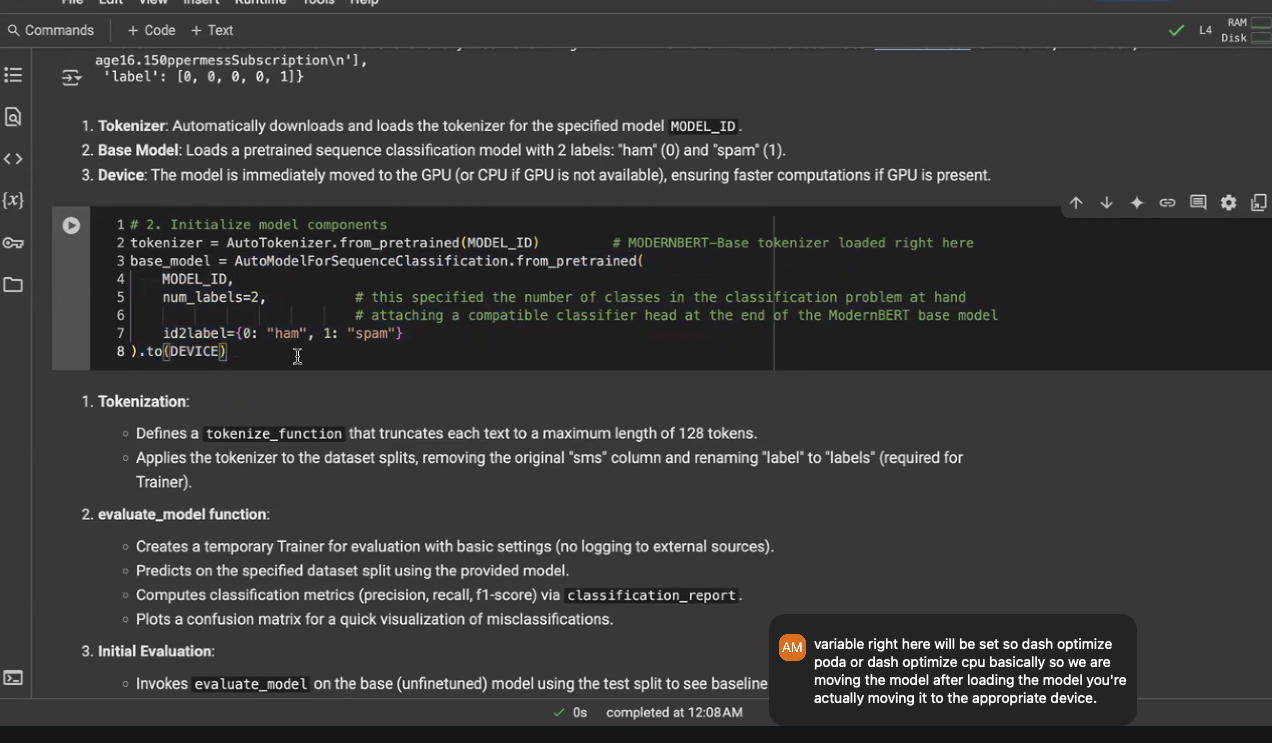 File Edit View Insert Runtime Tools Help
Commands + Code + Text
RAM
L4
Disk
age16.150ppermessSubscription\n'],
'label': [0, 0, 0, 0, 1]}
1. Tokenizer: Automatically downloads and loads the tokenizer for the specified model MODEL_ID.
2. Base Model: Loads a pretrained sequence classification model with 2 labels: "ham" (0) and "spam" (1).
3. Device: The model is immediately moved to the GPU (or CPU if GPU is not available), ensuring faster computations if GPU is present.
1 # 2. Initialize model components
2 tokenizer = AutoTokenizer.from_pretrained(MODEL_ID) # MODERNBERT-Base tokenizer loaded right here
3 base_model = AutoModelForSequenceClassification.from_pretrained(
4 MODEL_ID,
5 num_labels=2, # this specified the number of classes in the classification problem at hand
6 # attaching a compatible classifier head at the end of the ModernBERT base model
7 id2label={0: "ham", 1: "spam"}
8 ).to(DEVICE)
1. Tokenization:
◦ Defines a tokenize_function that truncates each text to a maximum length of 128 tokens.
◦ Applies the tokenizer to the dataset splits, removing the original "sms" column and renaming "label" to "labels" (required for
Trainer).
2. evaluate_model function:
◦ Creates a temporary Trainer for evaluation with basic settings (no logging to external sources).
◦ Predicts on the specified dataset split using the provided model.
◦ Computes classification metrics (precision, recall, f1-score) via classification_report.
◦ Plots a confusion matrix for a quick visualization of misclassifications.
3. Initial Evaluation:
◦ Invokes evaluate_model on the base (unfinetuned) model using the test split to see baseline
AM
variable right here will be set so dash optimize
poda or dash optimize cpu basically so we are
moving the model after loading the model you're
actually moving it to the appropriate device.
0s completed at 12:08AM